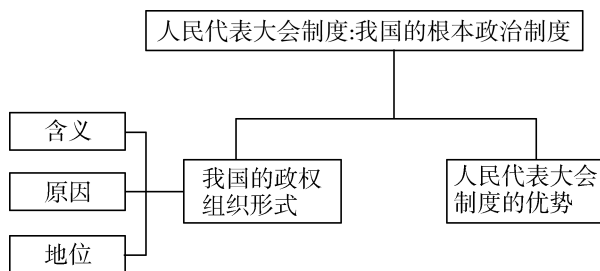 人民代表大会制度:我国的根本政治制度
含义
原因
地位
我国的政权
组织形式
人民代表大会
制度的优势